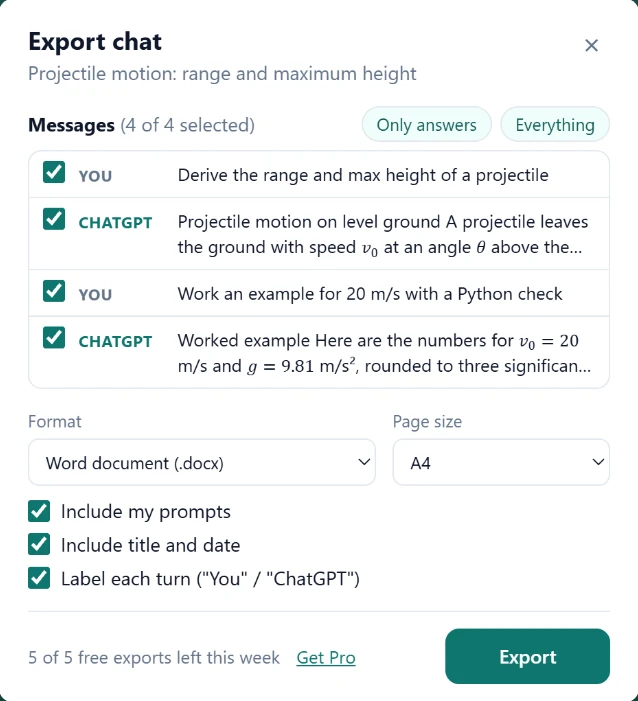 Export chat
Projectile motion: range and maximum height
Messages (4 of 4 selected)
Only answers
Everything
YOU
Derive the range and max height of a projectile
CHATGPT
Projectile motion on level ground A projectile leaves
the ground with speed v₀ at an angle θ above the...
YOU
Work an example for 20 m/s with a Python check
CHATGPT
Worked example Here are the numbers for v₀ = 20
m/s and g = 9.81 m/s², rounded to three significan...
Format
Page size
Word document (.docx)
A4
Include my prompts
Include title and date
Label each turn ("You" / "ChatGPT")
5 of 5 free exports left this week
Get Pro
Export